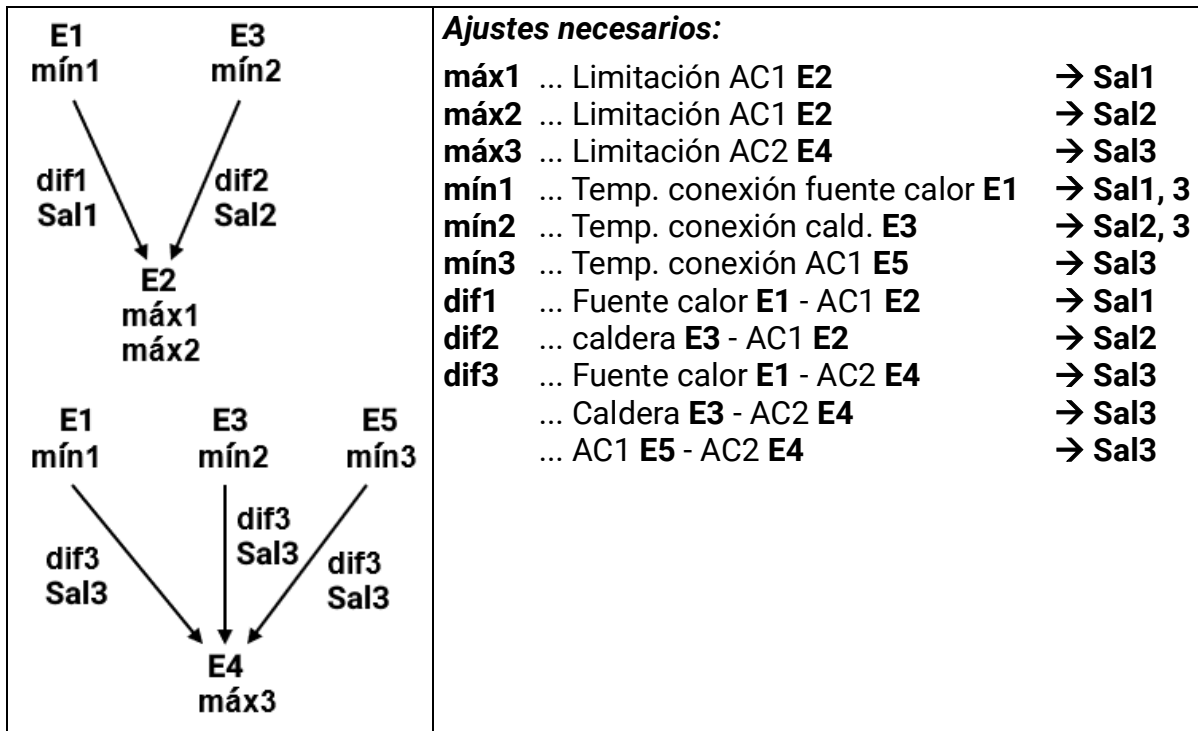 E1 E3
mín1 mín2
dif1 dif2
Sal1 Sal2
E2
máx1
máx2
E1 E3 E5
mín1 mín2 mín3
dif3
Sal3
dif3
Sal3
dif3
Sal3
E4
máx3
Ajustes necesarios:
máx1 ... Limitación AC1 E2 → Sal1
máx2 ... Limitación AC1 E2 → Sal2
máx3 ... Limitación AC2 E4 → Sal3
mín1 ... Temp. conexión fuente calor E1 → Sal1, 3
mín2 ... Temp. conexión cald. E3 → Sal2, 3
mín3 ... Temp. conexión AC1 E5 → Sal3
dif1 ... Fuente calor E1 - AC1 E2 → Sal1
dif2 ... caldera E3 - AC1 E2 → Sal2
dif3 ... Fuente calor E1 - AC2 E4 → Sal3
... Caldera E3 - AC2 E4 → Sal3
... AC1 E5 - AC2 E4 → Sal3